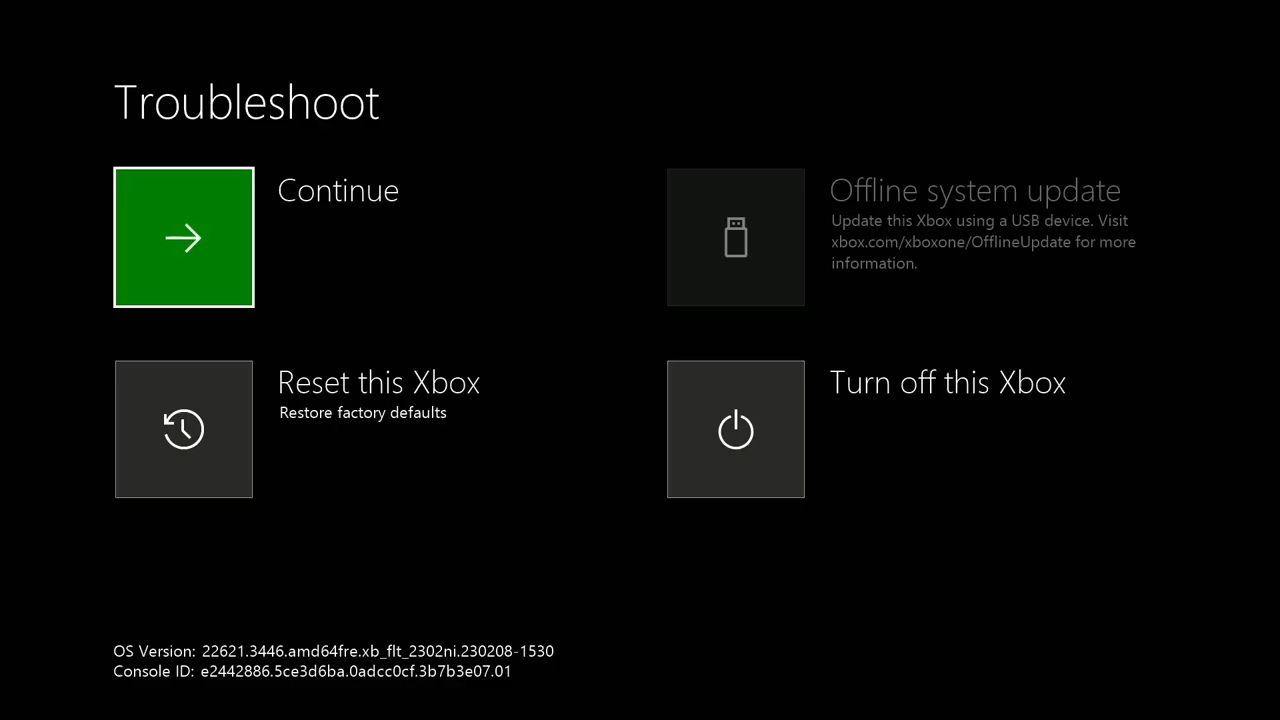 Troubleshoot
Continue
Offline system update
Update this Xbox using a USB device. Visit
xbox.com/xboxone/OfflineUpdate for more
information.
Reset this Xbox
Restore factory defaults
Turn off this Xbox
OS Version: 22621.3446.amd64fre.xb_flt_2302ni.230208-1530
Console ID: e2442886.5ce3d6ba.0adcc0cf.3b7b3e07.01